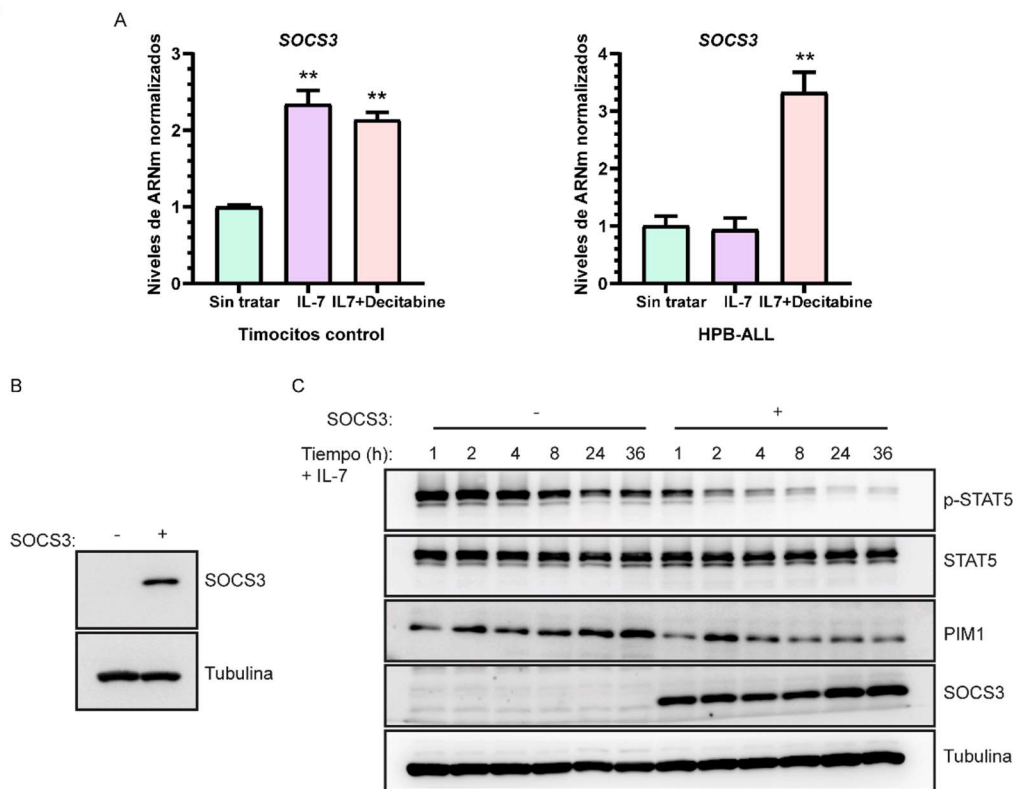 A
SOCS3
Niveles de ARNm normalizados
3
2
1
0
**
**
Sin tratar IL-7 IL7+Decitabine
Timocitos control
SOCS3
Niveles de ARNm normalizados
4
3
2
1
0
**
Sin tratar IL-7 IL7+Decitabine
HPB-ALL
B
SOCS3: - +
SOCS3
Tubulina
C
SOCS3: - +
Tiempo (h): 1 2 4 8 24 36 1 2 4 8 24 36
+ IL-7
p-STAT5
STAT5
PIM1
SOCS3
Tubulina